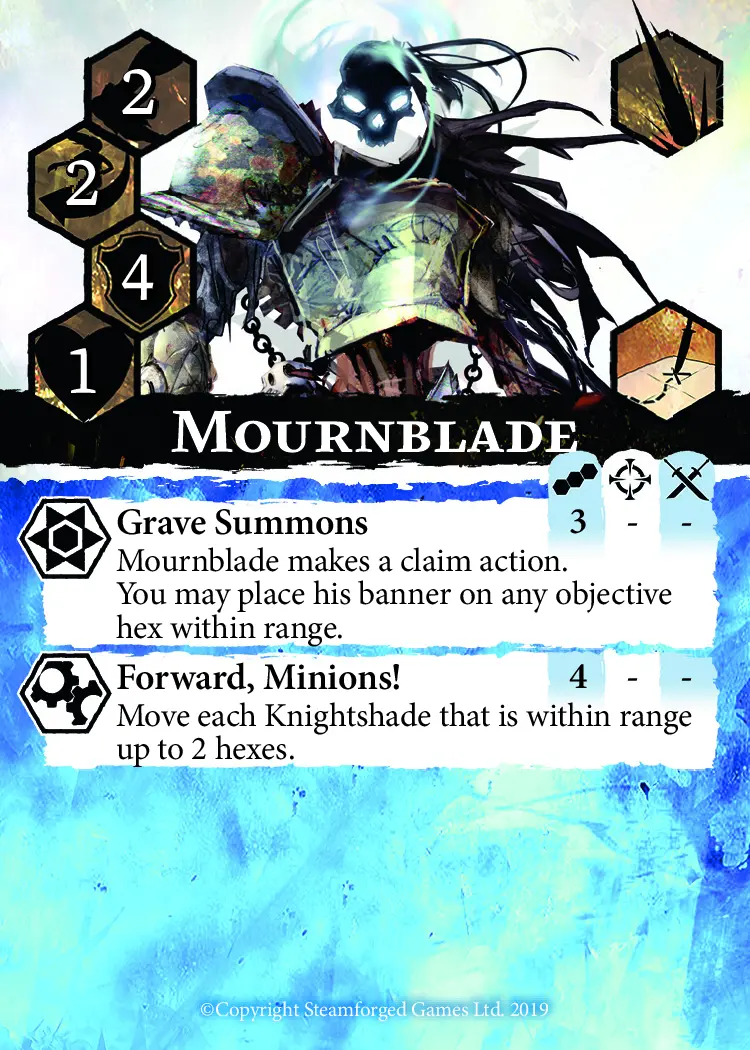 2
2
4
1
MOURNBLADE
Grave Summons 3 - -
Mournblade makes a claim action.
You may place his banner on any objective
hex within range.
Forward, Minions! 4 - -
Move each Knightshade that is within range
up to 2 hexes.
©Copyright Steamforged Games Ltd. 2019